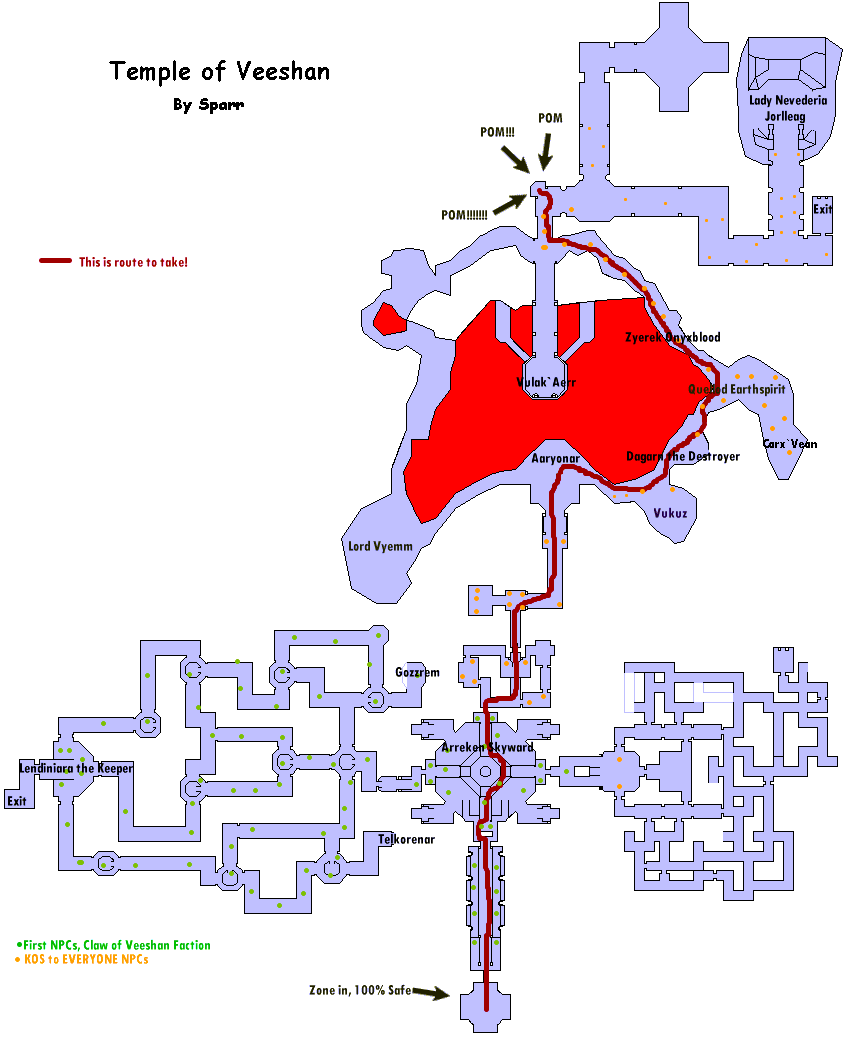 Temple of Veeshan
By Sparr
Lady Nevederia
Jorlleag
POM
POM!!!
POM!!!!!!!
Exit
This is route to take!
Zyerek Onyxblood
Vulak`Aerr
Queked Earthspirit
Carx`Vean
Aaryonar
Dagarn the Destroyer
Vukuz
Lord Vyemm
Gozzrem
Arreken Skyward
Lendiniara the Keeper
Exit
Telkorenar
•First NPCs, Claw of Veeshan Faction
• KOS to EVERYONE NPCs
Zone in, 100% Safe